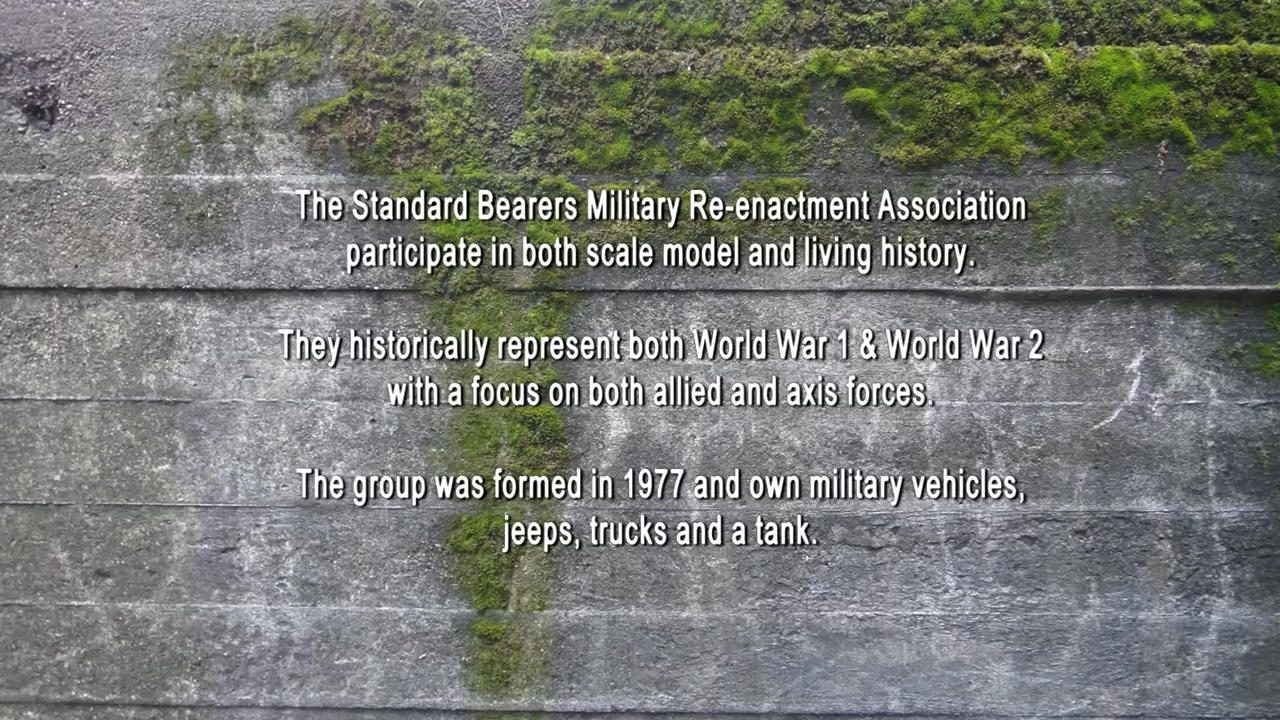 The Standard Bearers Military Re-enactment Association
participate in both scale model and living history.
They historically represent both World War 1 & World War 2
with a focus on both allied and axis forces.
The group was formed in 1977 and own military vehicles,
jeeps, trucks and a tank.